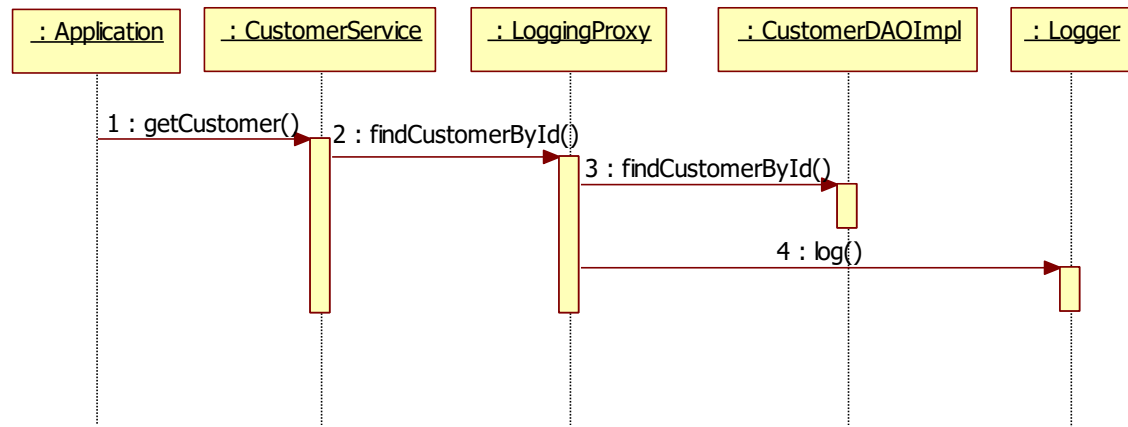 : Application
: CustomerService
: LoggingProxy
: CustomerDAOImpl
: Logger
1 : getCustomer()
2 : findCustomerById()
3 : findCustomerById()
4 : log()